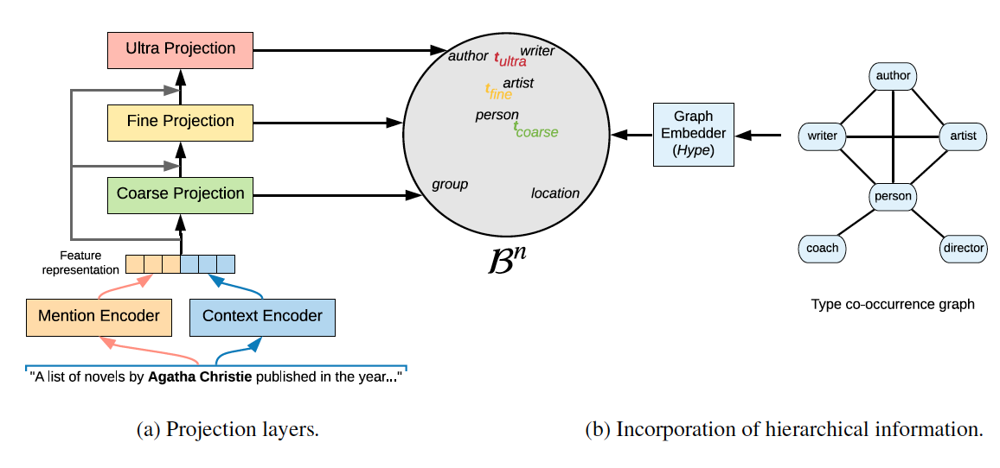 Ultra Projection
Fine Projection
Coarse Projection
Feature
representation
Mention Encoder
Context Encoder
"A list of novels by Agatha Christie published in the year..."
author
t_ultra
writer
t_fine
artist
person
t_coarse
group
location
Bⁿ
Graph
Embedder
(Hype)
author
writer
artist
person
coach
director
Type co-occurrence graph
(a) Projection layers.
(b) Incorporation of hierarchical information.